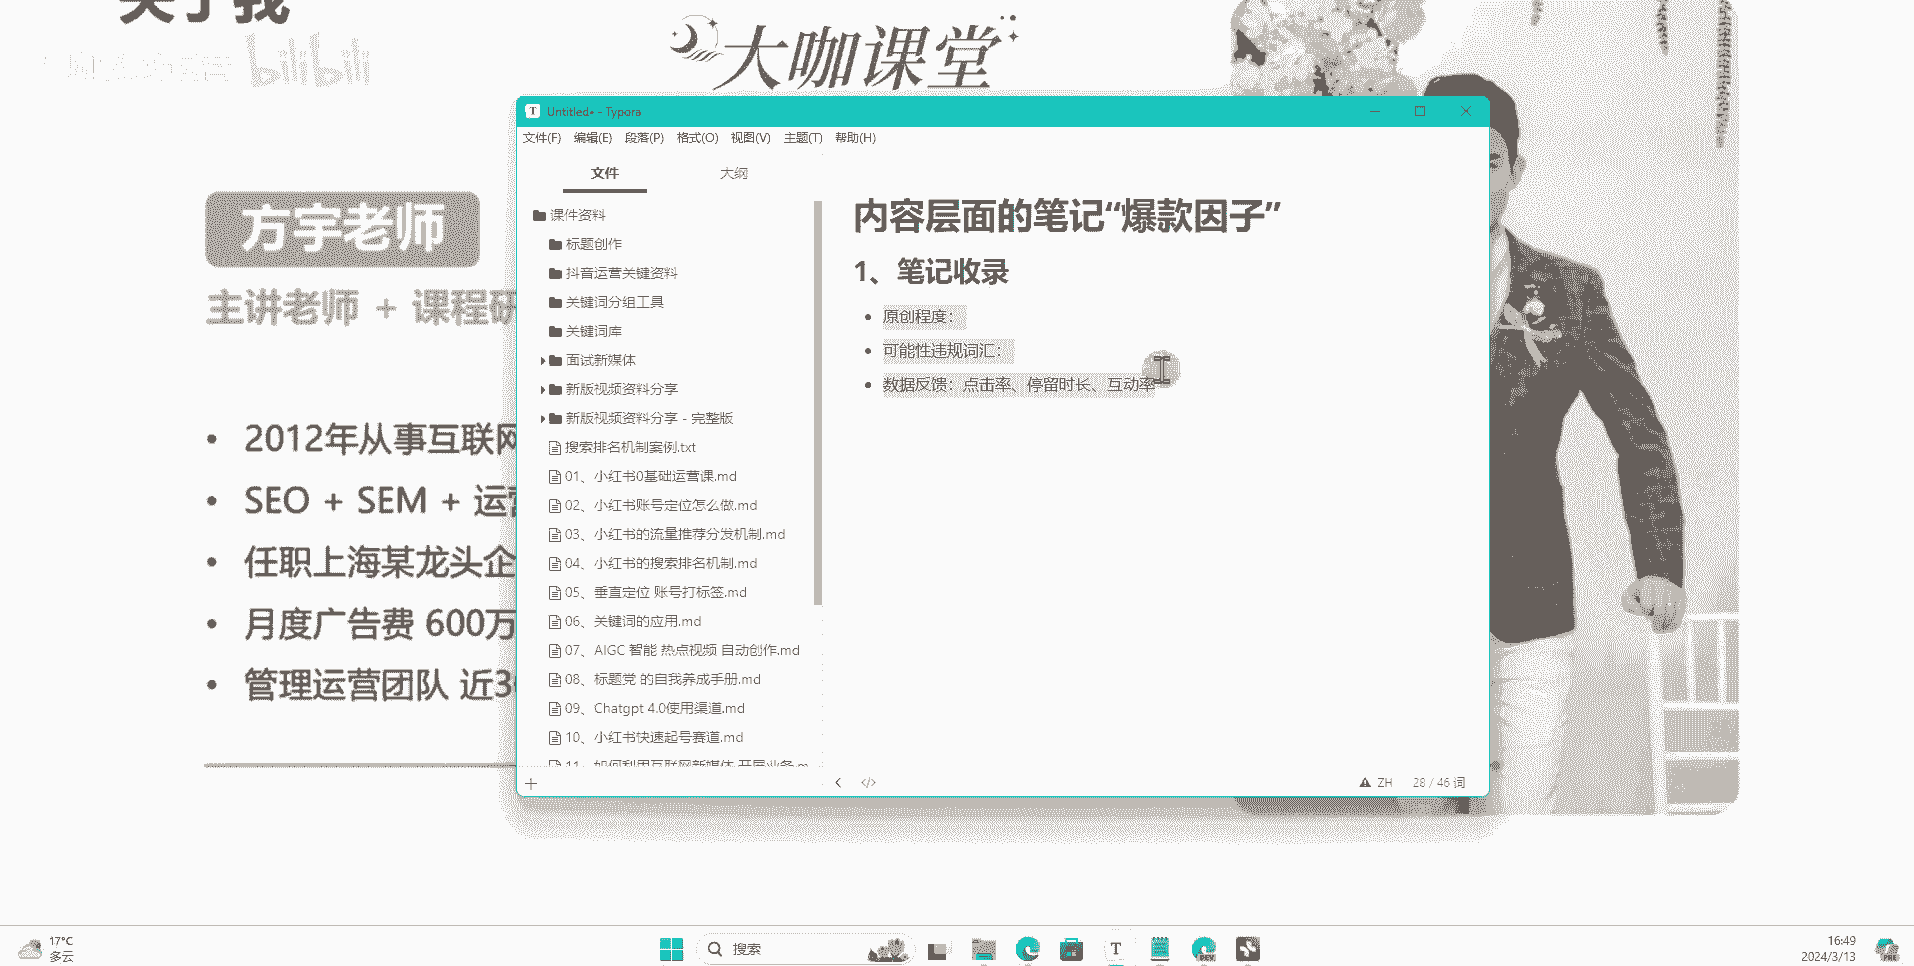 关于我
bilibili
大咖课堂
方宇老师
主讲老师 + 课程研
2012年从事互联网
SEO + SEM + 运营
任职上海某龙头企
月度广告费 600万
管理运营团队 近3
Untitled• - Typora
文件(F) 编辑(E) 段落(P) 格式(O) 视图(V) 主题(T) 帮助(H)
文件 大纲
课件资料
标题创作
抖音运营关键资料
关键词分组工具
关键词库
面试新媒体
新版视频资料分享
新版视频资料分享 - 完整版
搜索排名机制案例.txt
01、小红书0基础运营课.md
02、小红书账号定位怎么做.md
03、小红书的流量推荐分发机制.md
04、小红书的搜索排名机制.md
05、垂直定位 账号打标签.md
06、关键词的应用.md
07、AIGC 智能 热点视频 自动创作.md
08、标题党 的自我养成手册.md
09、Chatgpt 4.0使用渠道.md
10、小红书快速起号赛道.md
11、如何利用互联网新媒体 开展业务.m
内容层面的笔记“爆款因子”
1、笔记收录
原创程度：
可能性违规词汇：
数据反馈：点击率、停留时长、互动率
ZH 28 / 46 词
17°C
多云
搜索
16:49
2024/3/13